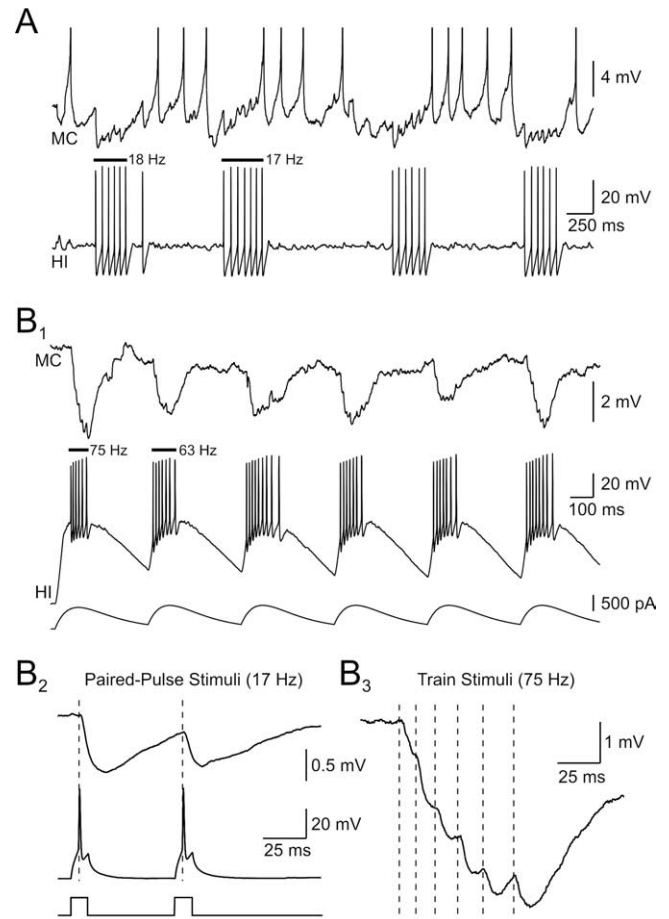 A
4 mV
MC
18 Hz
17 Hz
20 mV
250 ms
HI
B1
MC
2 mV
75 Hz
63 Hz
20 mV
100 ms
HI
500 pA
B2
Paired-Pulse Stimuli (17 Hz)
0.5 mV
20 mV
25 ms
B3
Train Stimuli (75 Hz)
1 mV
25 ms